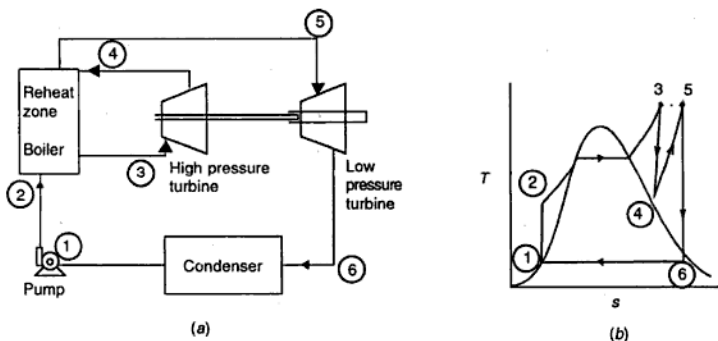 5
4
Reheat
zone
Boiler
3
High pressure
turbine
Low
pressure
turbine
2
1
Pump
Condenser
6
(a)
3 5
T
2
4
1
6
s
(b)